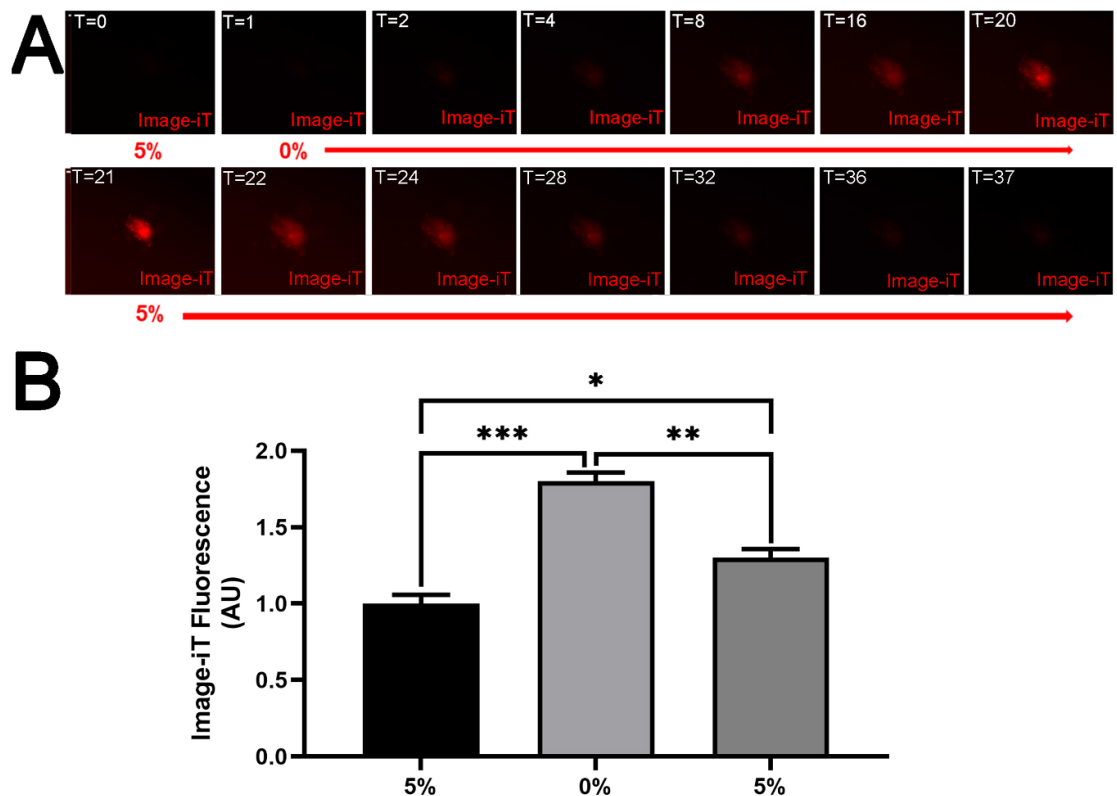 A
T=0 T=1 T=2 T=4 T=8 T=16 T=20
Image-iT Image-iT Image-iT Image-iT Image-iT Image-iT Image-iT
5% 0%
T=21 T=22 T=24 T=28 T=32 T=36 T=37
Image-iT Image-iT Image-iT Image-iT Image-iT Image-iT Image-iT
5%
B
*
*** **
Image-iT Fluorescence
(AU)
2.0
1.5
1.0
0.5
0.0
5% 0% 5%